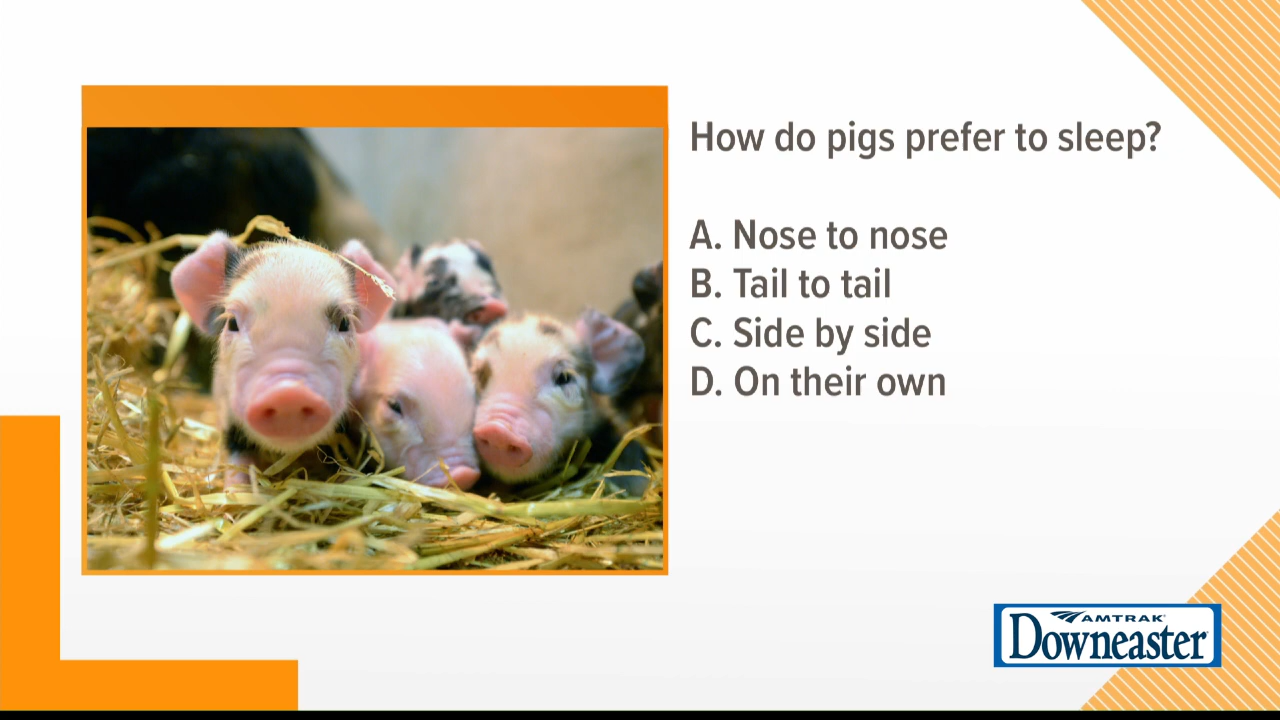 How do pigs prefer to sleep?
A. Nose to nose
B. Tail to tail
C. Side by side
D. On their own
AMTRAK
Downeaster